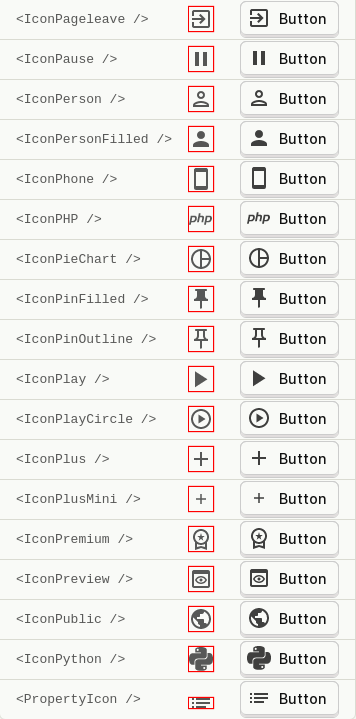 <IconPageleave /> Button
<IconPause /> Button
<IconPerson /> Button
<IconPersonFilled /> Button
<IconPhone /> Button
<IconPHP /> php php Button
<IconPieChart /> Button
<IconPinFilled /> Button
<IconPinOutline /> Button
<IconPlay /> Button
<IconPlayCircle /> Button
<IconPlus /> Button
<IconPlusMini /> Button
<IconPremium /> Button
<IconPreview /> Button
<IconPublic /> Button
<IconPython /> Button
<PropertyIcon /> Button